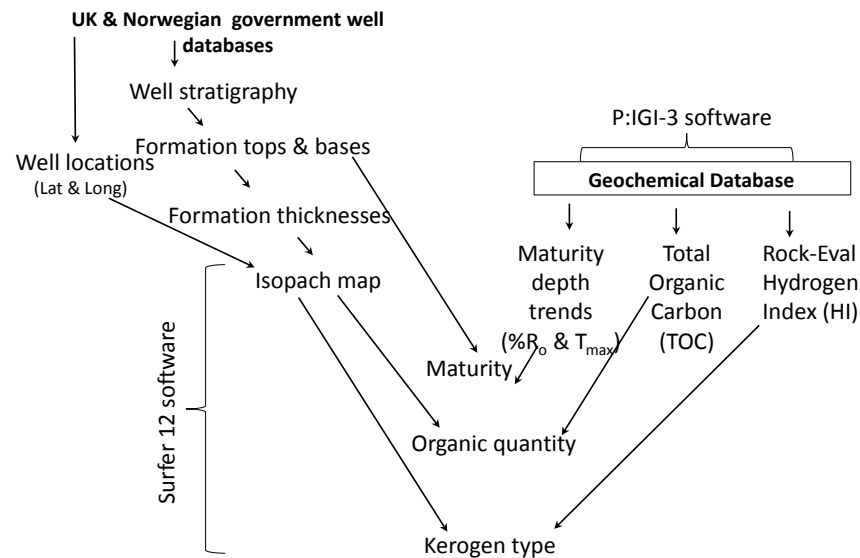 UK & Norwegian government well
databases
Well stratigraphy
Formation tops & bases
Well locations
(Lat & Long)
Formation thicknesses
Isopach map
P:IGI-3 software
Geochemical Database
Maturity
depth
trends
(%Rₒ & Tₘₐₓ)
Total
Organic
Carbon
(TOC)
Rock-Eval
Hydrogen
Index (HI)
Maturity
Organic quantity
Kerogen type
Surfer 12 software